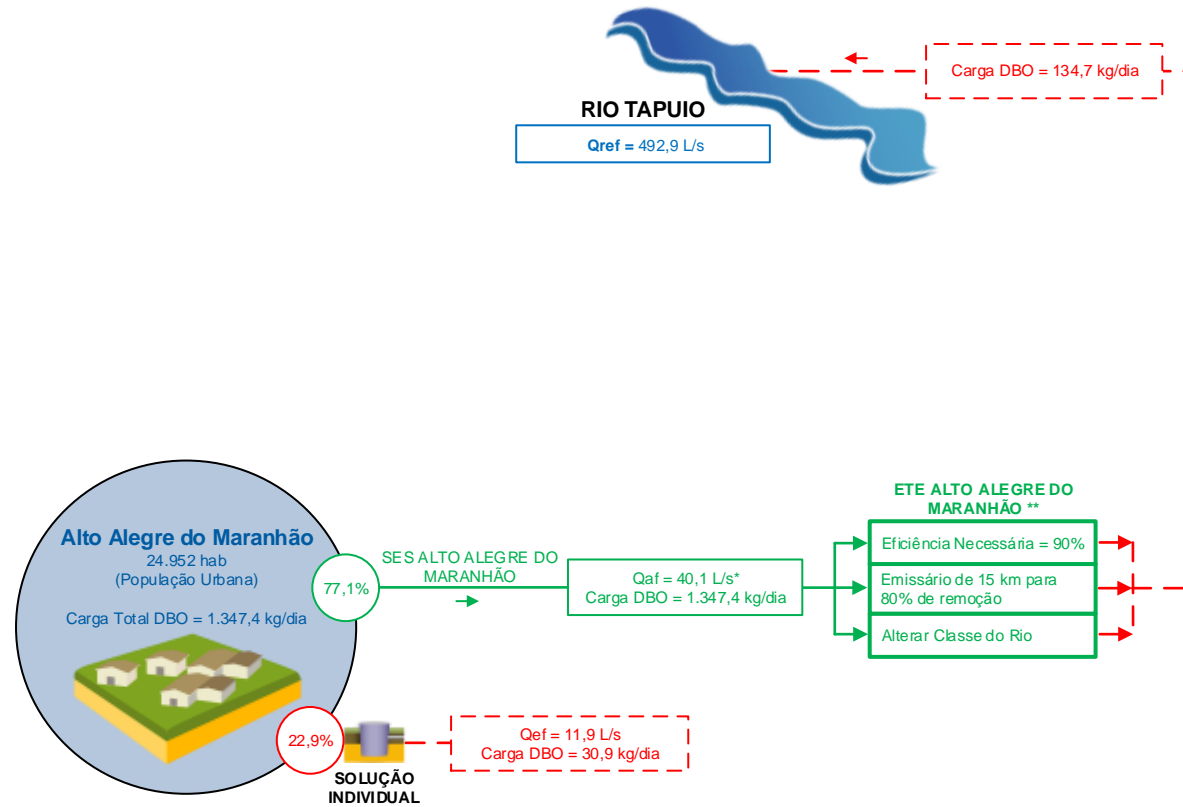 Carga DBO = 134,7 kg/dia
RIO TAPUIO
Qref = 492,9 L/s
ETE ALTO ALEGRE DO
MARANHÃO **
Alto Alegre do Maranhão
24.952 hab
(População Urbana)
Carga Total DBO = 1.347,4 kg/dia
77,1%
SES ALTO ALEGRE DO
MARANHÃO
Qaf = 40,1 L/s*
Carga DBO = 1.347,4 kg/dia
Eficiência Necessária = 90%
Emissário de 15 km para
80% de remoção
Alterar Classe do Rio
22,9%
SOLUÇÃO
INDIVIDUAL
Qef = 11,9 L/s
Carga DBO = 30,9 kg/dia